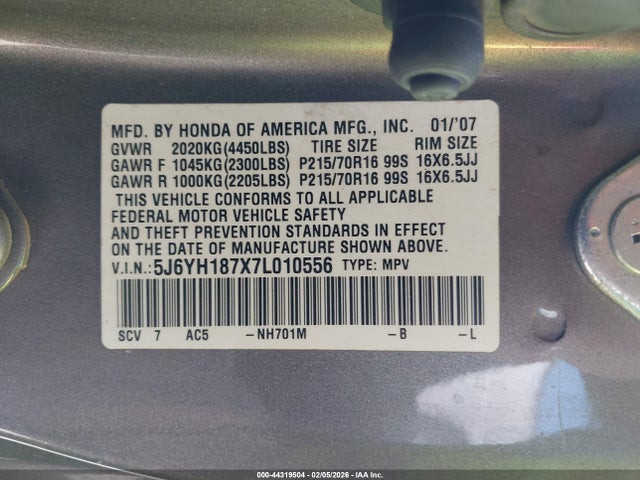 MFD. BY HONDA OF AMERICA MFG., INC. 01/'07
GVWR 2020KG(4450LBS) TIRE SIZE RIM SIZE
GAWR F 1045KG(2300LBS) P215/70R16 99S 16X6.5JJ
GAWR R 1000KG(2205LBS) P215/70R16 99S 16X6.5JJ
THIS VEHICLE CONFORMS TO ALL APPLICABLE
FEDERAL MOTOR VEHICLE SAFETY
AND THEFT PREVENTION STANDARDS IN EFFECT
ON THE DATE OF MANUFACTURE SHOWN ABOVE.
V.I.N.: 5J6YH187X7L010556 TYPE: MPV
SCV 7 AC5 -NH701M -B -L
000-44319504 - 02/05/2026 - IAA Inc.